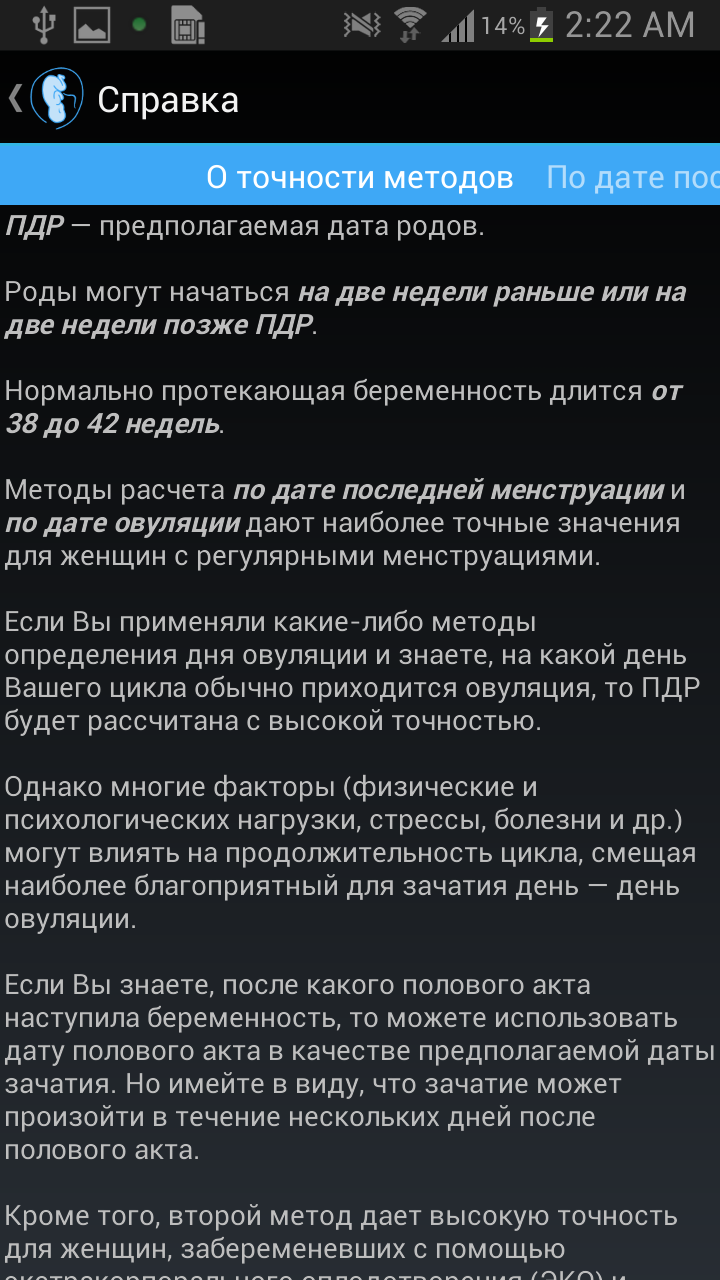 14% 2:22 AM
Справка
О точности методов По дате пос
ПДР — предполагаемая дата родов.
Роды могут начаться на две недели раньше или на
две недели позже ПДР.
Нормально протекающая беременность длится от
38 до 42 недель.
Методы расчета по дате последней менструации и
по дате овуляции дают наиболее точные значения
для женщин с регулярными менструациями.
Если Вы применяли какие-либо методы
определения дня овуляции и знаете, на какой день
Вашего цикла обычно приходится овуляция, то ПДР
будет рассчитана с высокой точностью.
Однако многие факторы (физические и
психологических нагрузки, стрессы, болезни и др.)
могут влиять на продолжительность цикла, смещая
наиболее благоприятный для зачатия день — день
овуляции.
Если Вы знаете, после какого полового акта
наступила беременность, то можете использовать
дату полового акта в качестве предполагаемой даты
зачатия. Но имейте в виду, что зачатие может
произойти в течение нескольких дней после
полового акта.
Кроме того, второй метод дает высокую точность
для женщин, забеременевших с помощью
экстракорпорального оплодотворения (ЭКО) и